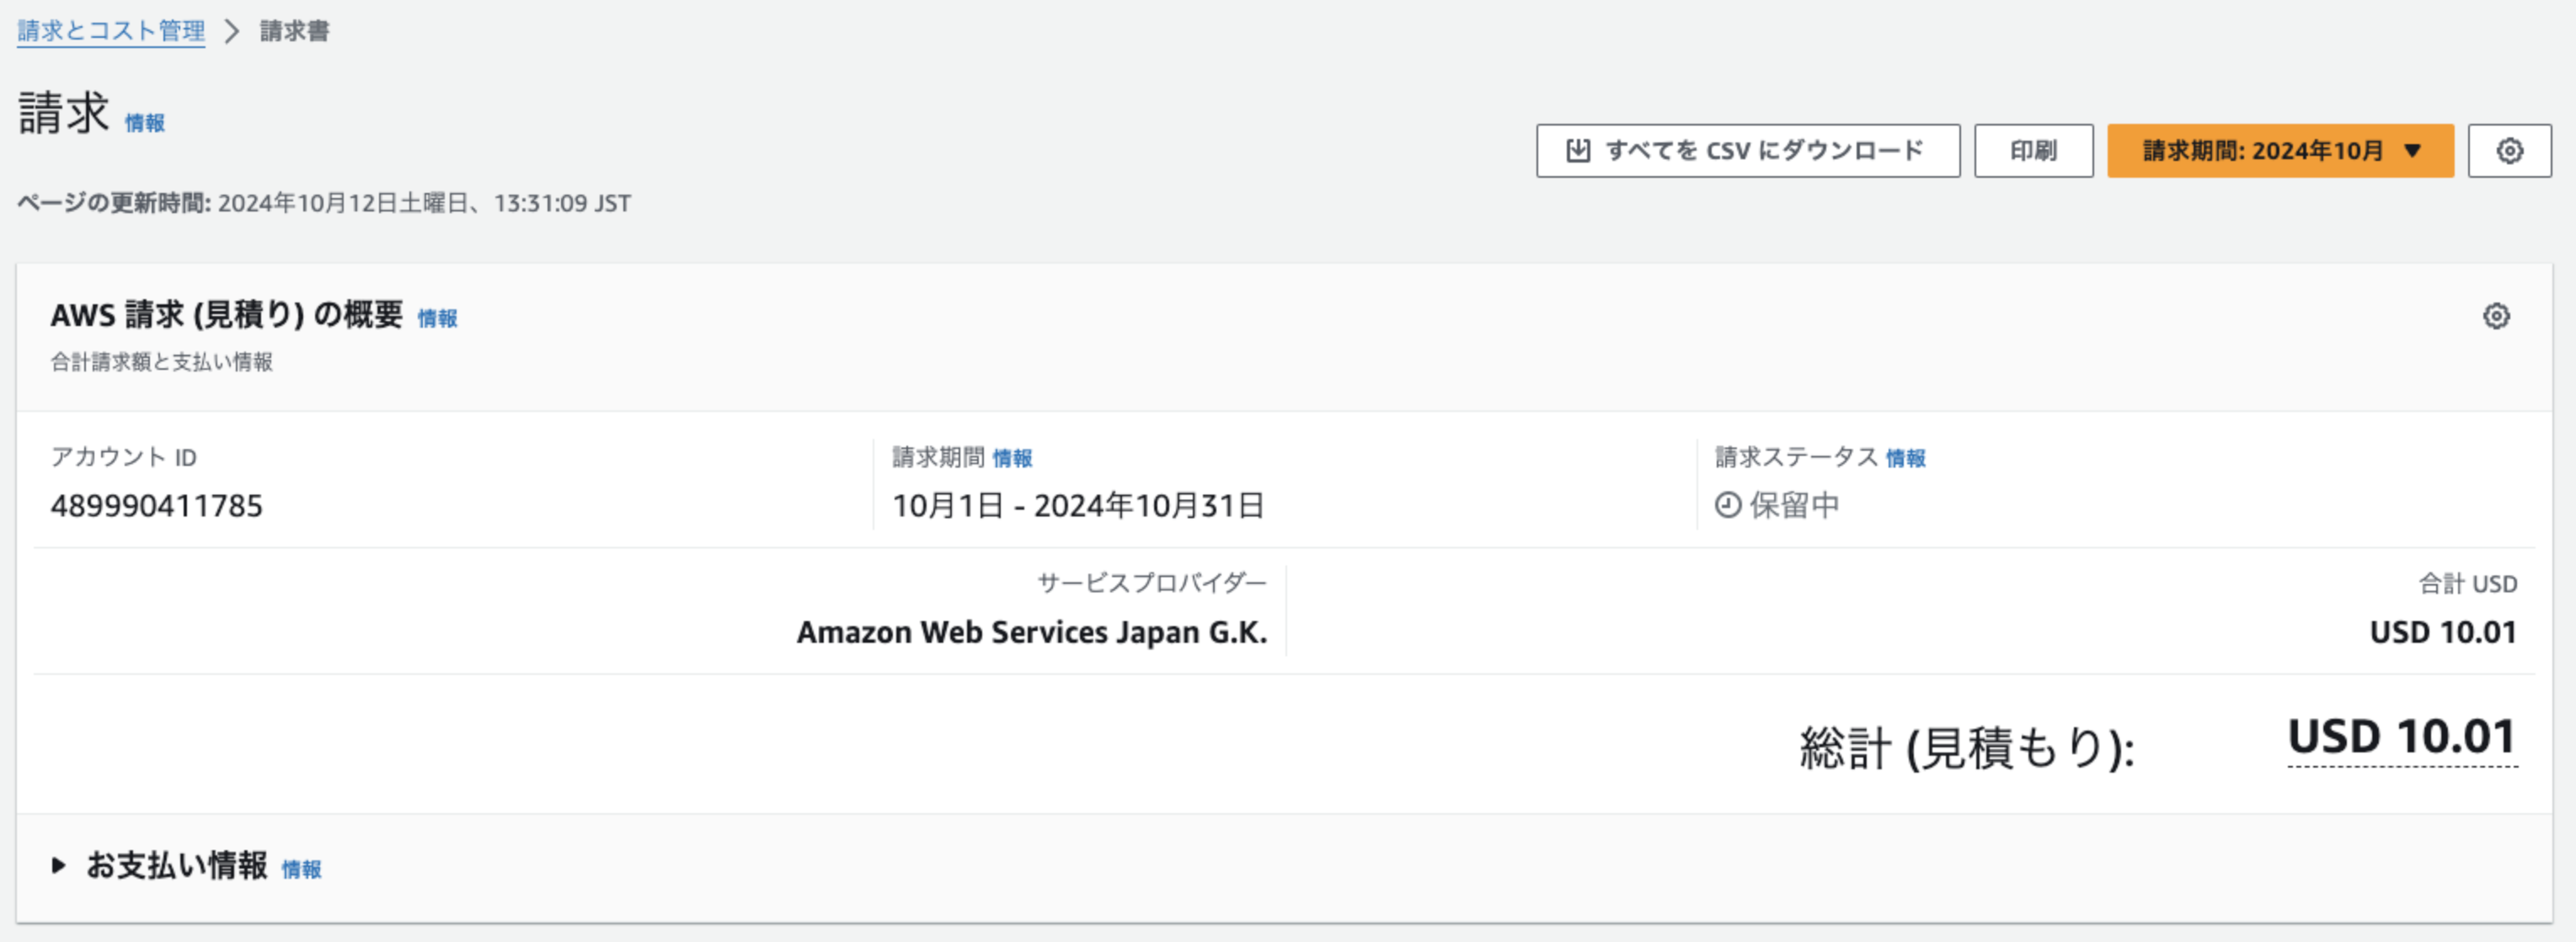 請求とコスト管理 > 請求書
請求 情報
すべてを CSV にダウンロード
印刷
請求期間: 2024年10月 ▼
ページの更新時間: 2024年10月12日土曜日、13:31:09 JST
AWS 請求 (見積り) の概要 情報
合計請求額と支払い情報
アカウント ID
489990411785
請求期間 情報
10月1日 - 2024年10月31日
請求ステータス 情報
保留中
サービスプロバイダー
Amazon Web Services Japan G.K.
合計 USD
USD 10.01
総計 (見積もり): USD 10.01
お支払い情報 情報